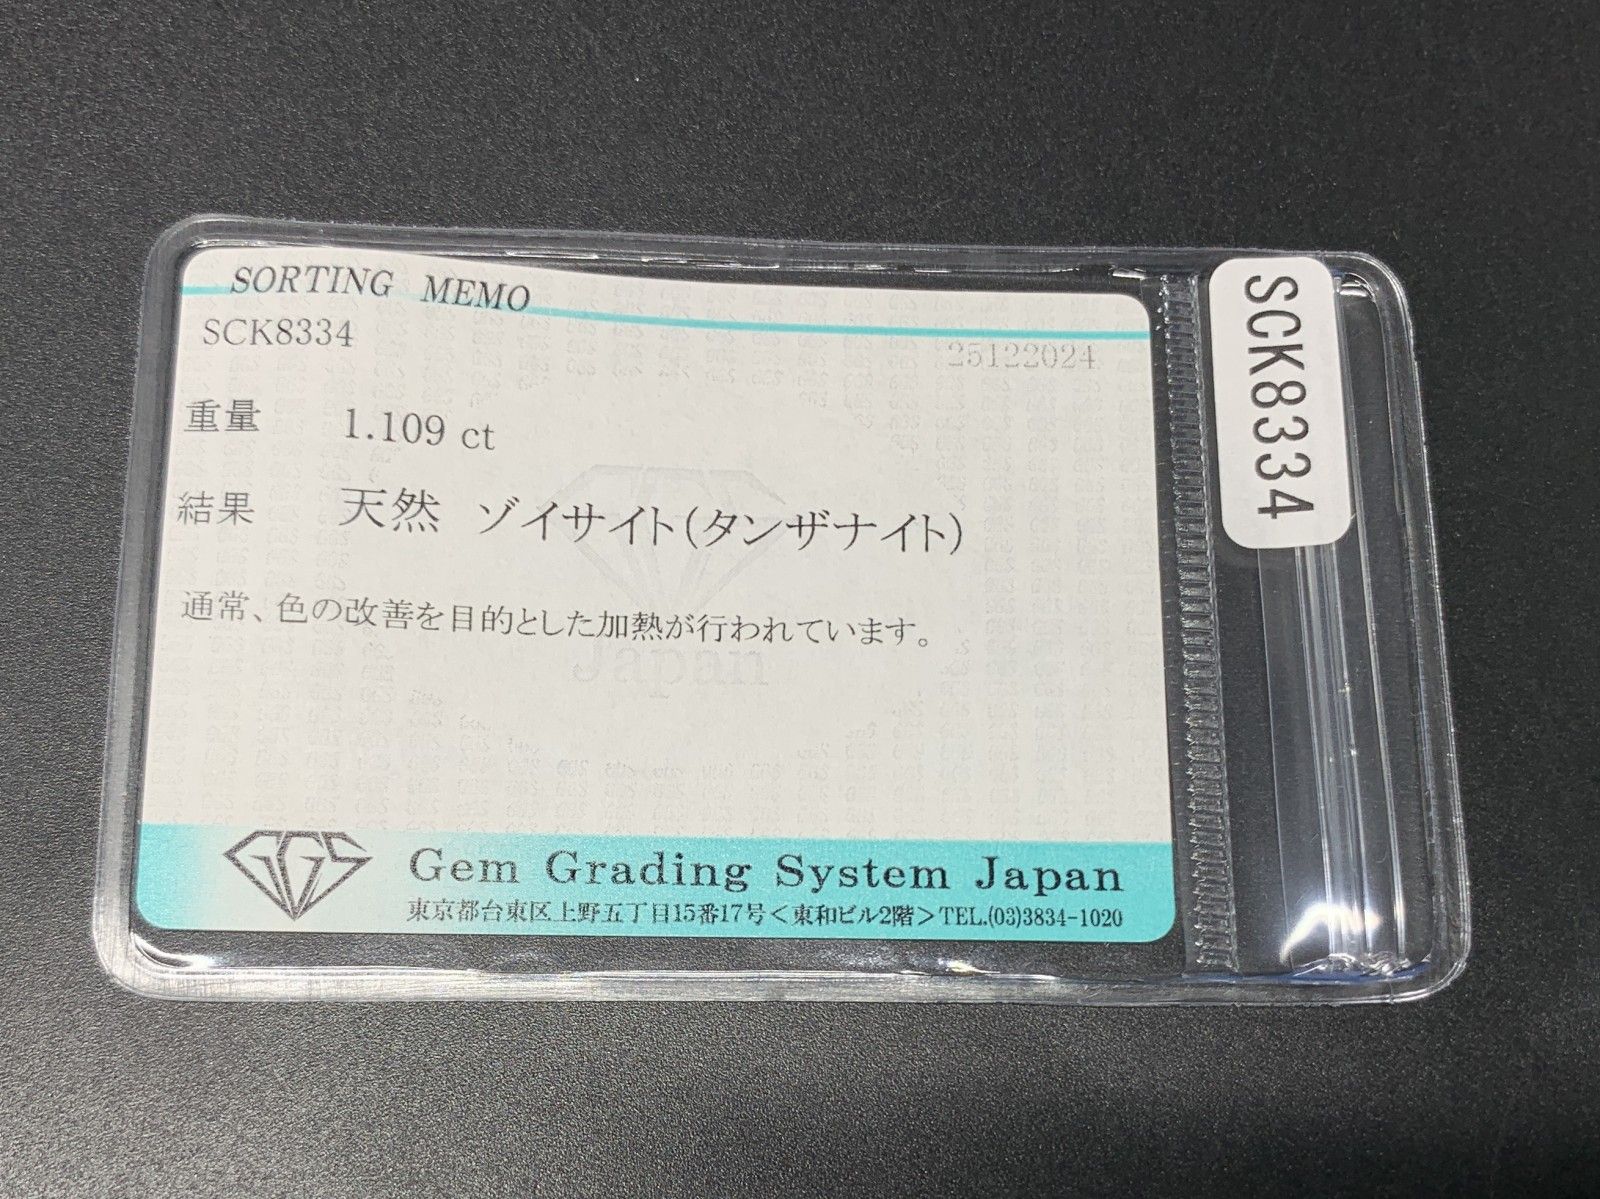 SORTING MEMO
SCK8334
25122024
重量 1.109 ct
結果 天然 ゾイサイト(タンザナイト)
通常、色の改善を目的とした加熱が行われています。
Japan
GGS
Gem Grading System Japan
東京都台東区上野五丁目15番17号<東和ビル2階>TEL.(03)3834-1020
SCK8334